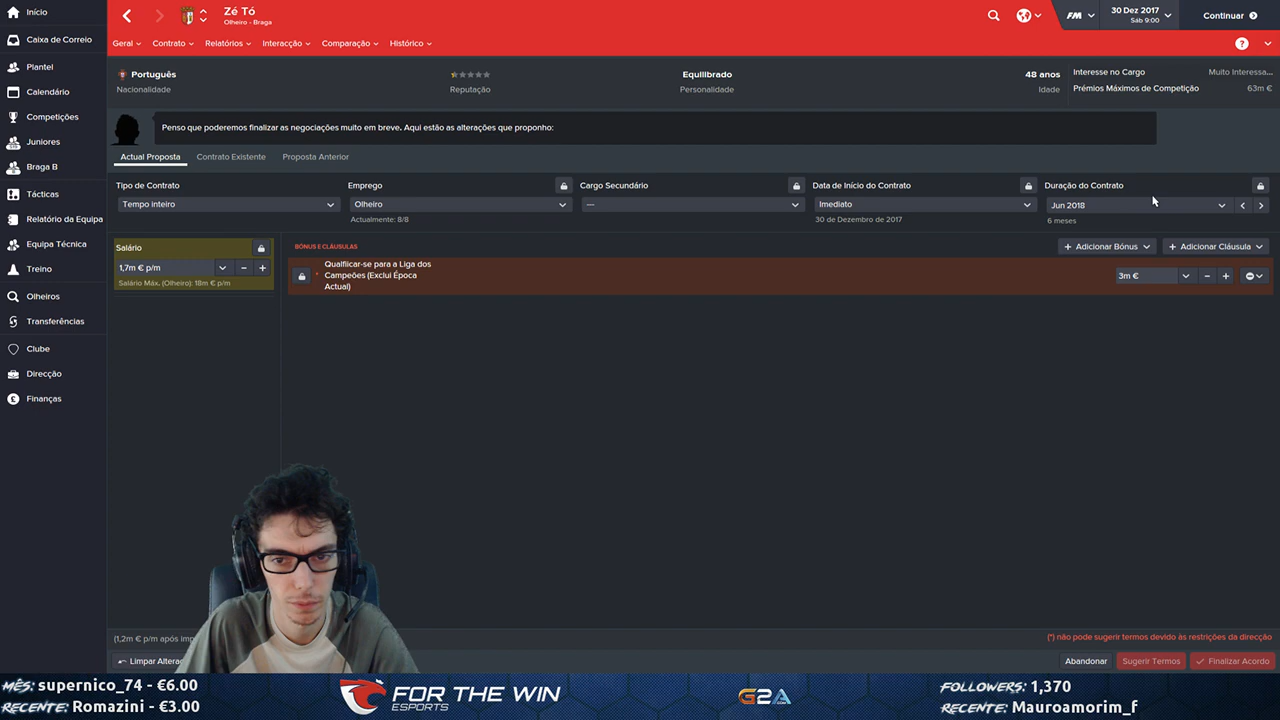 Início
Caixa de Correio
Plantel
Calendário
Competições
Juniores
Braga B
Tácticas
Relatório da Equipa
Equipa Técnica
Treino
Olheiros
Transferências
Clube
Direcção
Finanças
Zé Tó
Olheiro - Braga
FM
30 Dez 2017
Sáb 9:00
Continuar
Geral
Contrato
Relatórios
Interacção
Comparação
Histórico
?
Português
Nacionalidade
Reputação
Equilibrado
Personalidade
48 anos
Idade
Interesse no Cargo
Muito Interessa...
Prémios Máximos de Competição
63m €
Penso que poderemos finalizar as negociações muito em breve. Aqui estão as alterações que proponho:
Actual Proposta
Contrato Existente
Proposta Anterior
Tipo de Contrato
Emprego
Cargo Secundário
Data de Início do Contrato
Duração do Contrato
Tempo inteiro
Olheiro
---
Imediato
Jun 2018
Actualmente: 8/8
30 de Dezembro de 2017
6 meses
Salário
1,7m € p/m
Salário Máx. (Olheiro): 18m € p/m
BÓNUS E CLÁUSULAS
+ Adicionar Bónus
+ Adicionar Cláusula
* Qualficar-se para a Liga dos
Campeões (Exclui Época
Actual)
3m €
(1,2m € p/m após imp
(*) não pode sugerir termos devido às restrições da direcção
Limpar Alteraç
Abandonar
Sugerir Termos
Finalizar Acordo
MÊS: supernico_74 - €6.00
RECENTE: Romazini - €3.00
FOR THE WIN
ESPORTS
G2A
.COM
FOLLOWERS: 1,370
RECENTE: Mauroamorim_f